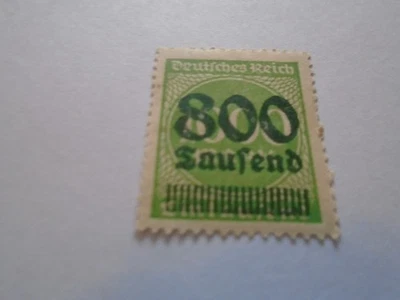 Deutsches Reich
800
Tausend